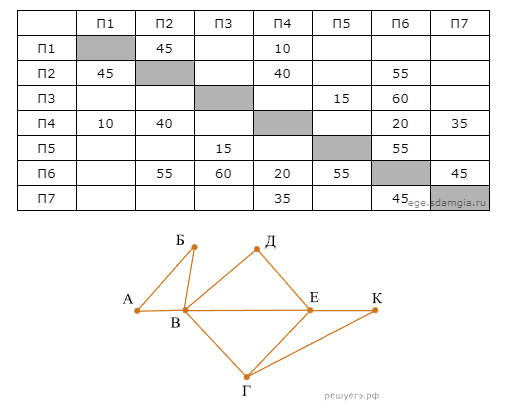 П1 П2 П3 П4 П5 П6 П7
П1 45 10
П2 45 40 55
П3 15 60
П4 10 40 20 35
П5 15 55
П6 55 60 20 55 45
П7 35 45
ege.sdamgia.ru
Б Д
А В Е К
Г
решуегэ.рф